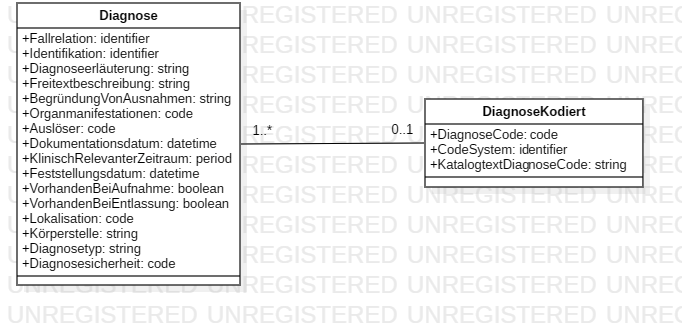 Diagnose
+Fallrelation: identifier
+Identifikation: identifier
+Diagnoseerläuterung: string
+Freitextbeschreibung: string
+BegründungVonAusnahmen: string
+Organmanifestationen: code
+Auslöser: code
+Dokumentationsdatum: datetime
+KlinischRelevanterZeitraum: period
+Feststellungsdatum: datetime
+VorhandenBeiAufnahme: boolean
+VorhandenBeiEntlassung: boolean
+Lokalisation: code
+Körperstelle: string
+Diagnosetyp: string
+Diagnosesicherheit: code
1..*
0..1
DiagnoseKodiert
+DiagnoseCode: code
+CodeSystem: identifier
+KatalogtextDiagnoseCode: string
UNREGISTERED UNREGISTERED UNREGISTERED